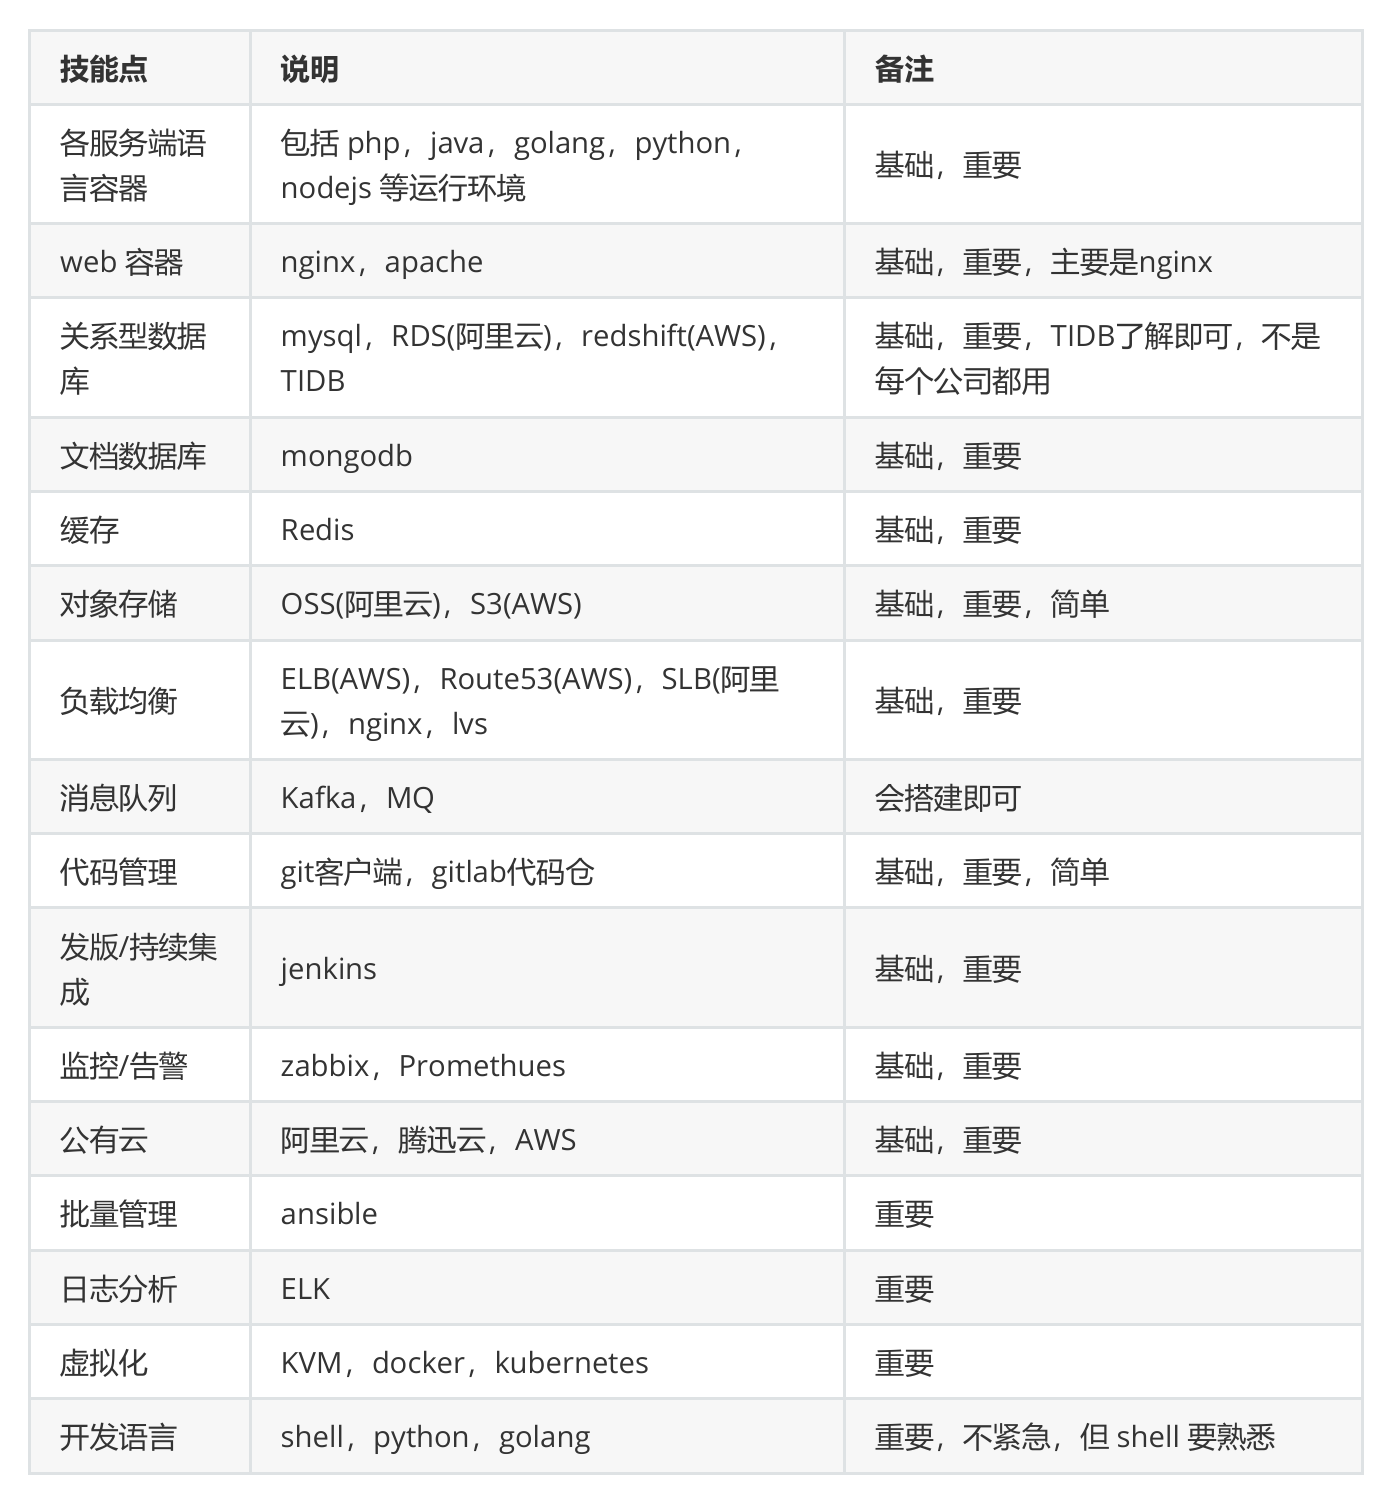 技能点
说明
备注
各服务端语
言容器
包括 php，java，golang，python，
nodejs 等运行环境
基础，重要
web 容器
nginx，apache
基础，重要，主要是nginx
关系型数据
库
mysql，RDS(阿里云)，redshift(AWS)，
TIDB
基础，重要，TIDB了解即可，不是
每个公司都用
文档数据库
mongodb
基础，重要
缓存
Redis
基础，重要
对象存储
OSS(阿里云)，S3(AWS)
基础，重要，简单
负载均衡
ELB(AWS)，Route53(AWS)，SLB(阿里
云)，nginx，lvs
基础，重要
消息队列
Kafka，MQ
会搭建即可
代码管理
git客户端，gitlab代码仓
基础，重要，简单
发版/持续集
成
jenkins
基础，重要
监控/告警
zabbix，Promethues
基础，重要
公有云
阿里云，腾迅云，AWS
基础，重要
批量管理
ansible
重要
日志分析
ELK
重要
虚拟化
KVM，docker，kubernetes
重要
开发语言
shell，python，golang
重要，不紧急，但 shell 要熟悉